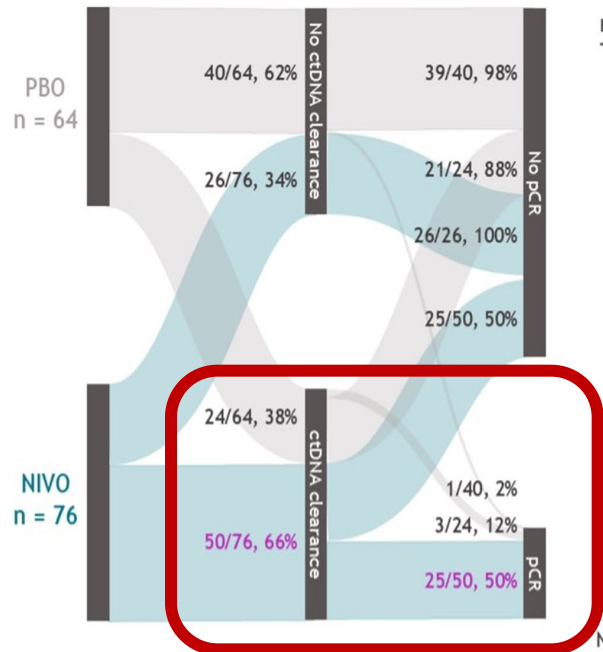 PBO
n = 64
NIVO
n = 76
No ctDNA clearance
40/64, 62%
26/76, 34%
ctDNA clearance
24/64, 38%
50/76, 66%
No pCR
39/40, 98%
21/24, 88%
26/26, 100%
25/50, 50%
pCR
1/40, 2%
3/24, 12%
25/50, 50%